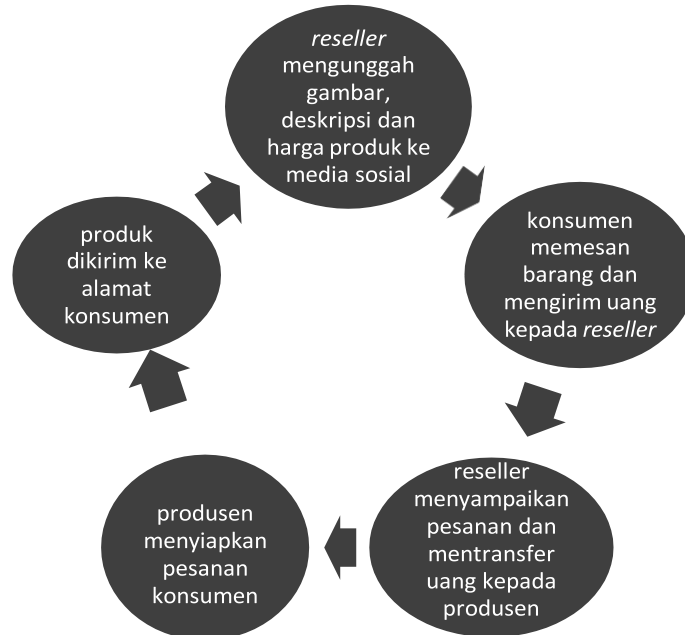 reseller
mengunggah
gambar,
deskripsi dan
harga produk ke
media sosial
konsumen
memesan
barang dan
mengirim uang
kepada reseller
reseller
menyampaikan
pesanan dan
mentransfer
uang kepada
produsen
produsen
menyiapkan
pesanan
konsumen
produk
dikirim ke
alamat
konsumen